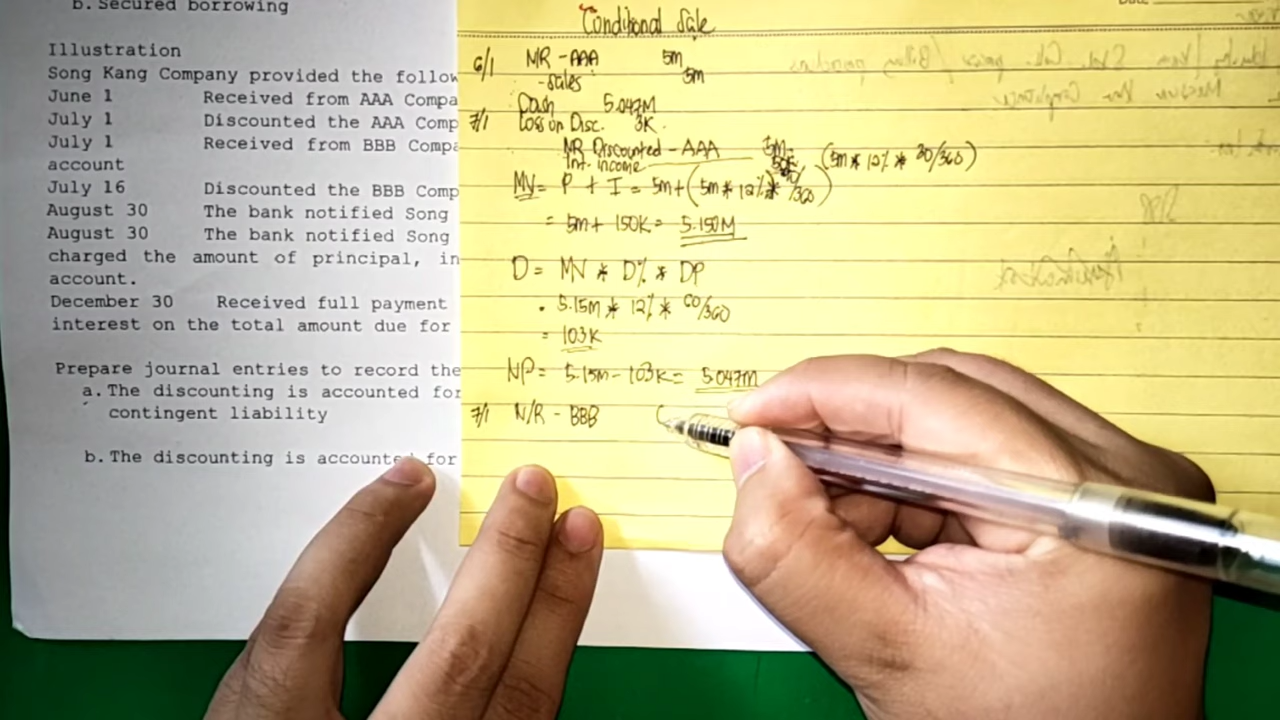 b. Secured borrowing
Illustration
Song Kang Company provided the follow
June 1 Received from AAA Compa
July 1 Discounted the AAA Comp
July 1 Received from BBB Compa
account
July 16 Discounted the BBB Comp
August 30 The bank notified Song
August 30 The bank notified Song
charged the amount of principal, in
account.
December 30 Received full payment
interest on the total amount due for
Prepare journal entries to record the
a. The discounting is accounted for
contingent liability
b. The discounting is accounted for
Conditional Sale
6/1 N/R - AAA 5m
- Sales 5m
Cash 5.047M
7/1 Loss on Disc. 3K
NR Discounted - AAA 5m
Int. income 50K (5m * 12% * 30/360)
MV = P + I = 5m + (5m * 12% * 90/360)
= 5m + 150K = 5.150M
D = MV * D% * DP
= 5.15m * 12% * 60/360
= 103K
NP = 5.15m - 103K = 5.047M
7/1 N/R - BBB